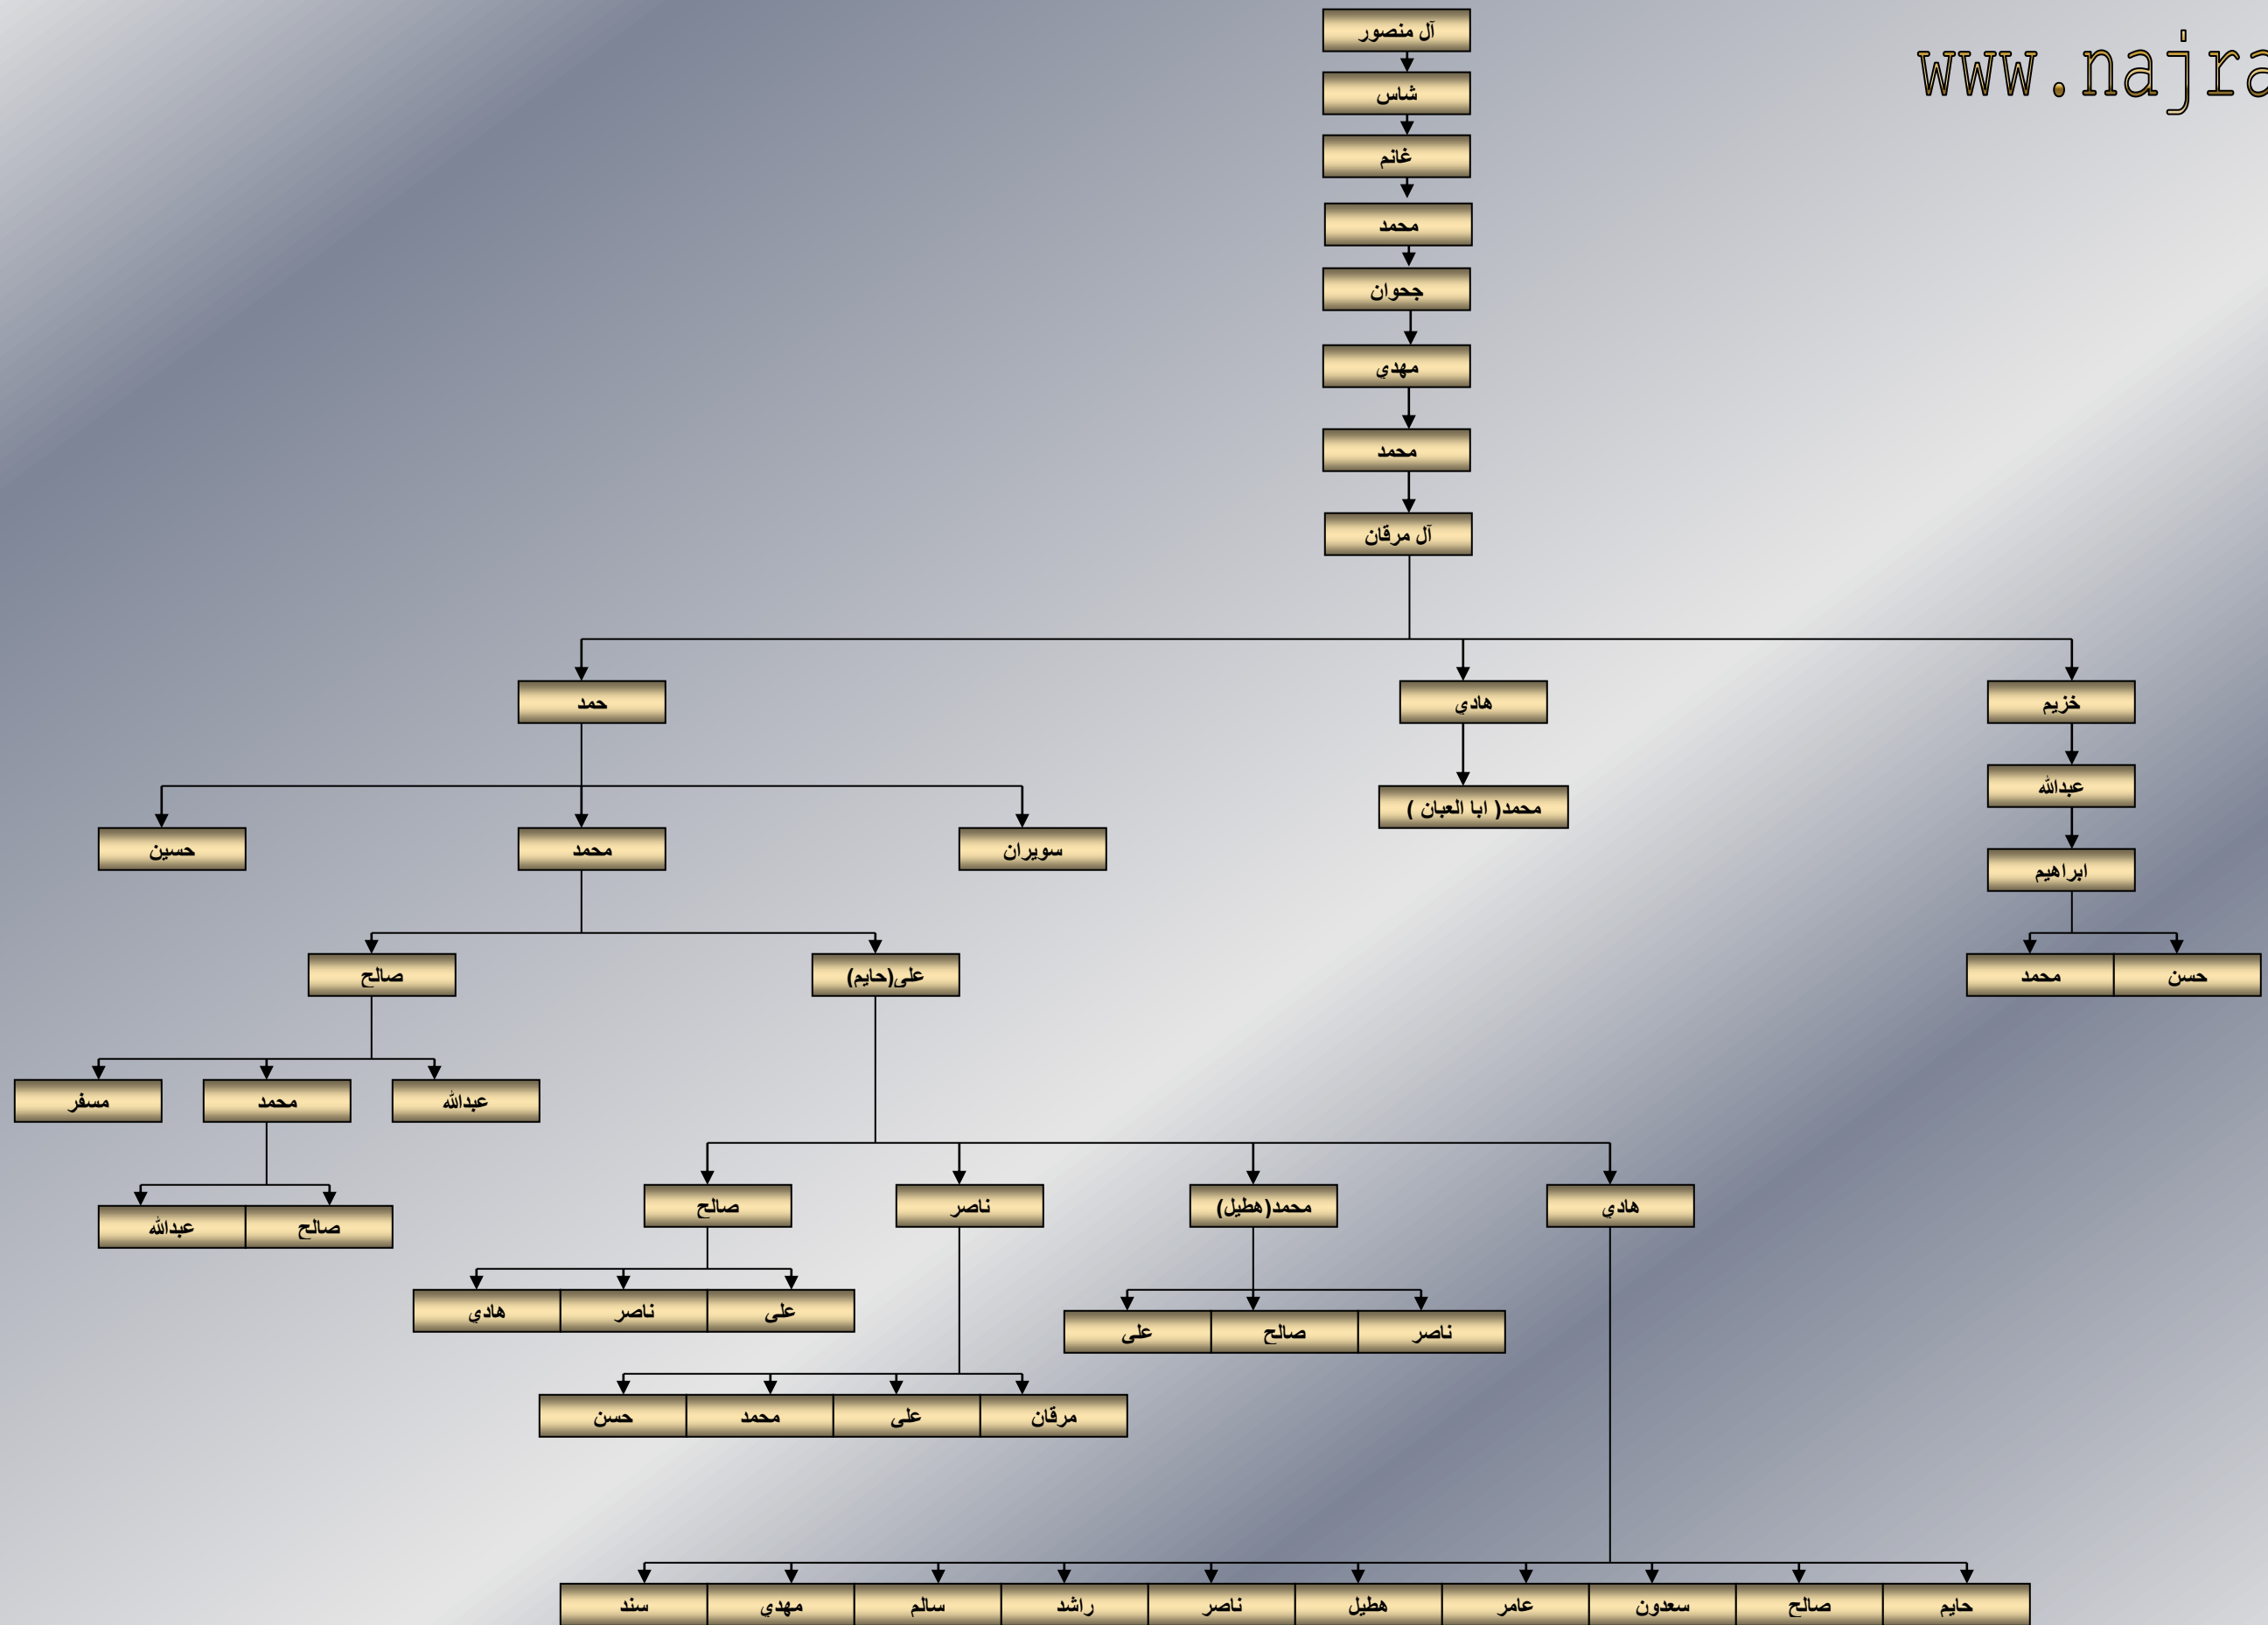 www.najra
آل منصور
شاس
غانم
محمد
جحوان
مهدي
محمد
آل مرقان
خزيم
هادي
حمد
عبدالله
محمد( ابا العبان )
ابراهيم
سويران
محمد
حسين
حسن
محمد
على(حايم)
صالح
عبدالله
محمد
مسفر
هادي
محمد(هطيل)
ناصر
صالح
صالح
عبدالله
على
ناصر
هادي
ناصر
صالح
على
مرقان
على
محمد
حسن
حايم
صالح
سعدون
عامر
هطيل
ناصر
راشد
سالم
مهدي
سند